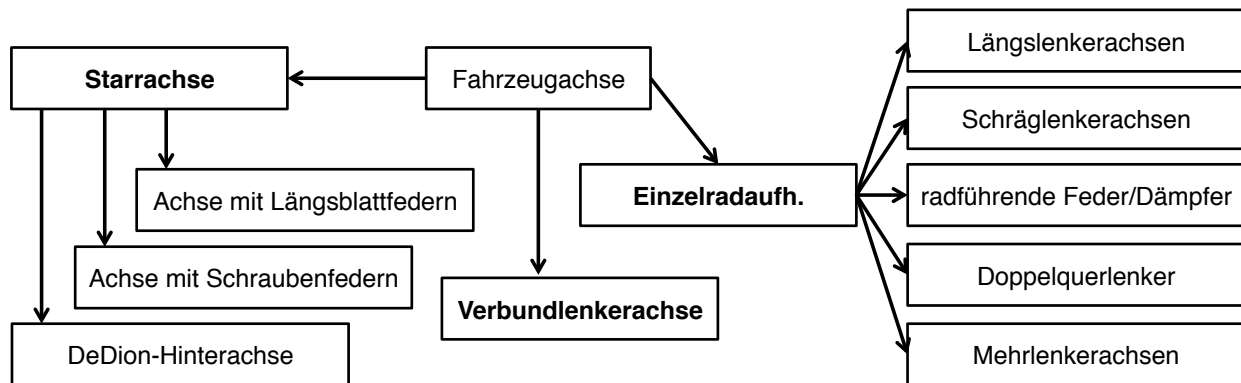 Starrachse
Fahrzeugachse
Längslenkerachsen
Schräglenkerachsen
Achse mit Längsblattfedern
Einzelradaufh.
radführende Feder/Dämpfer
Achse mit Schraubenfedern
Doppelquerlenker
Verbundlenkerachse
DeDion-Hinterachse
Mehrlenkerachsen